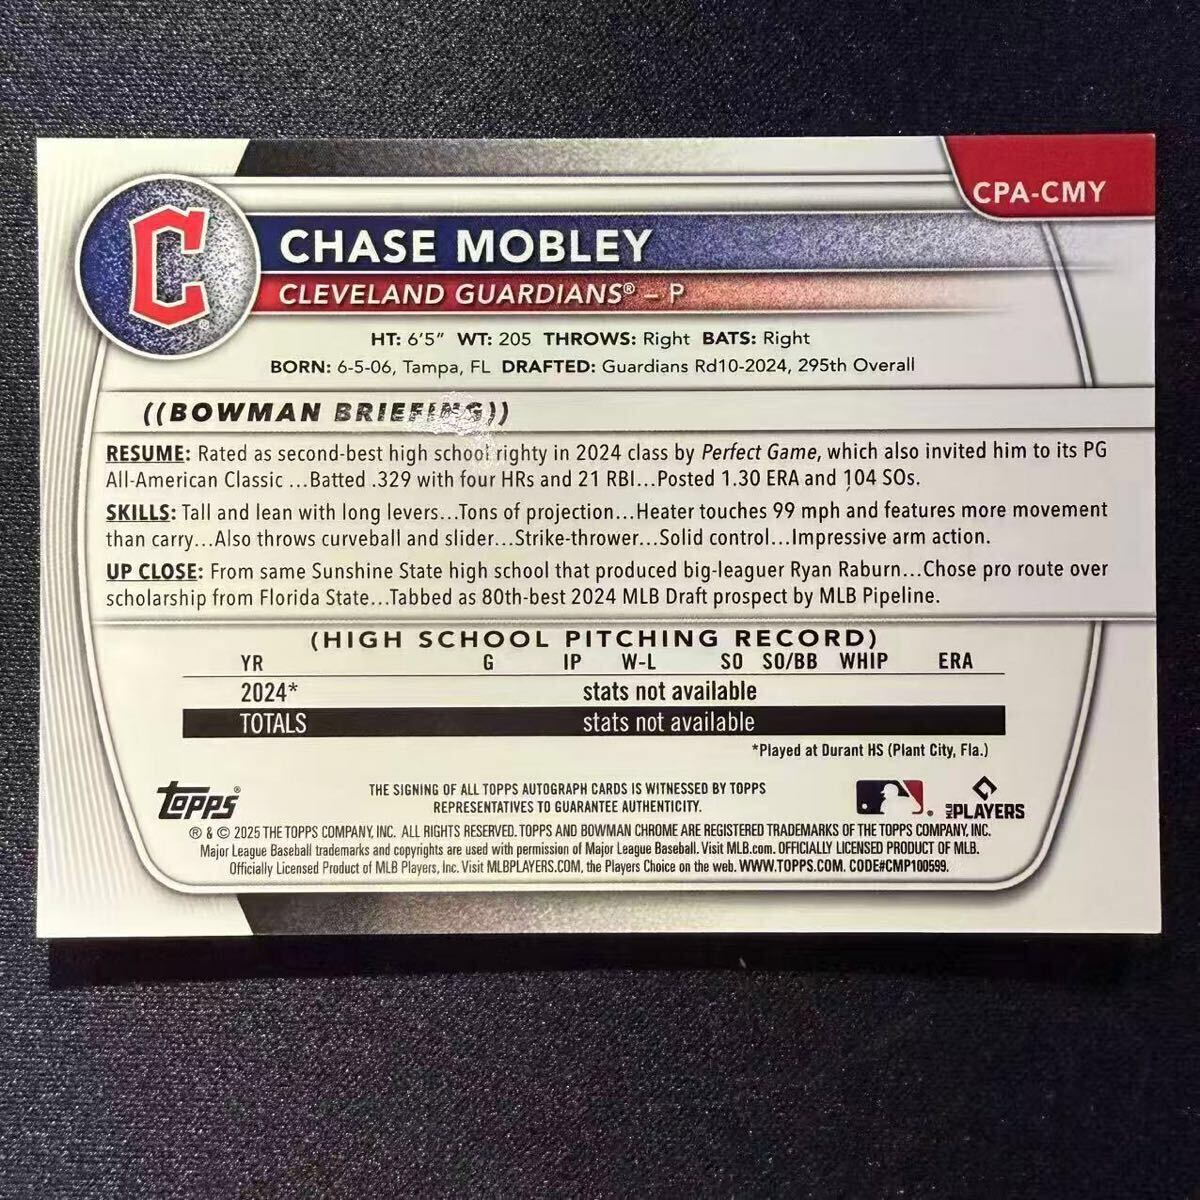 CPA-CMY
C®
CHASE MOBLEY
CLEVELAND GUARDIANS® – P
HT: 6'5" WT: 205 THROWS: Right BATS: Right
BORN: 6-5-06, Tampa, FL DRAFTED: Guardians Rd10-2024, 295th Overall
((BOWMAN BRIEFING))
RESUME: Rated as second-best high school righty in 2024 class by Perfect Game, which also invited him to its PG
All-American Classic ...Batted .329 with four HRs and 21 RBI...Posted 1.30 ERA and 104 SOs.
SKILLS: Tall and lean with long levers...Tons of projection...Heater touches 99 mph and features more movement
than carry...Also throws curveball and slider...Strike-thrower...Solid control...Impressive arm action.
UP CLOSE: From same Sunshine State high school that produced big-leaguer Ryan Raburn...Chose pro route over
scholarship from Florida State...Tabbed as 80th-best 2024 MLB Draft prospect by MLB Pipeline.
(HIGH SCHOOL PITCHING RECORD)
YR G IP W-L SO SO/BB WHIP ERA
2024* stats not available
TOTALS stats not available
*Played at Durant HS (Plant City, Fla.)
Topps®
THE SIGNING OF ALL TOPPS AUTOGRAPH CARDS IS WITNESSED BY TOPPS
REPRESENTATIVES TO GUARANTEE AUTHENTICITY.
MLB PLAYERS
® & © 2025 THE TOPPS COMPANY, INC. ALL RIGHTS RESERVED. TOPPS AND BOWMAN CHROME ARE REGISTERED TRADEMARKS OF THE TOPPS COMPANY, INC.
Major League Baseball trademarks and copyrights are used with permission of Major League Baseball. Visit MLB.com. OFFICIALLY LICENSED PRODUCT OF MLB.
Officially Licensed Product of MLB Players, Inc. Visit MLBPLAYERS.COM, the Players Choice on the web. WWW.TOPPS.COM. CODE#CMP100599.